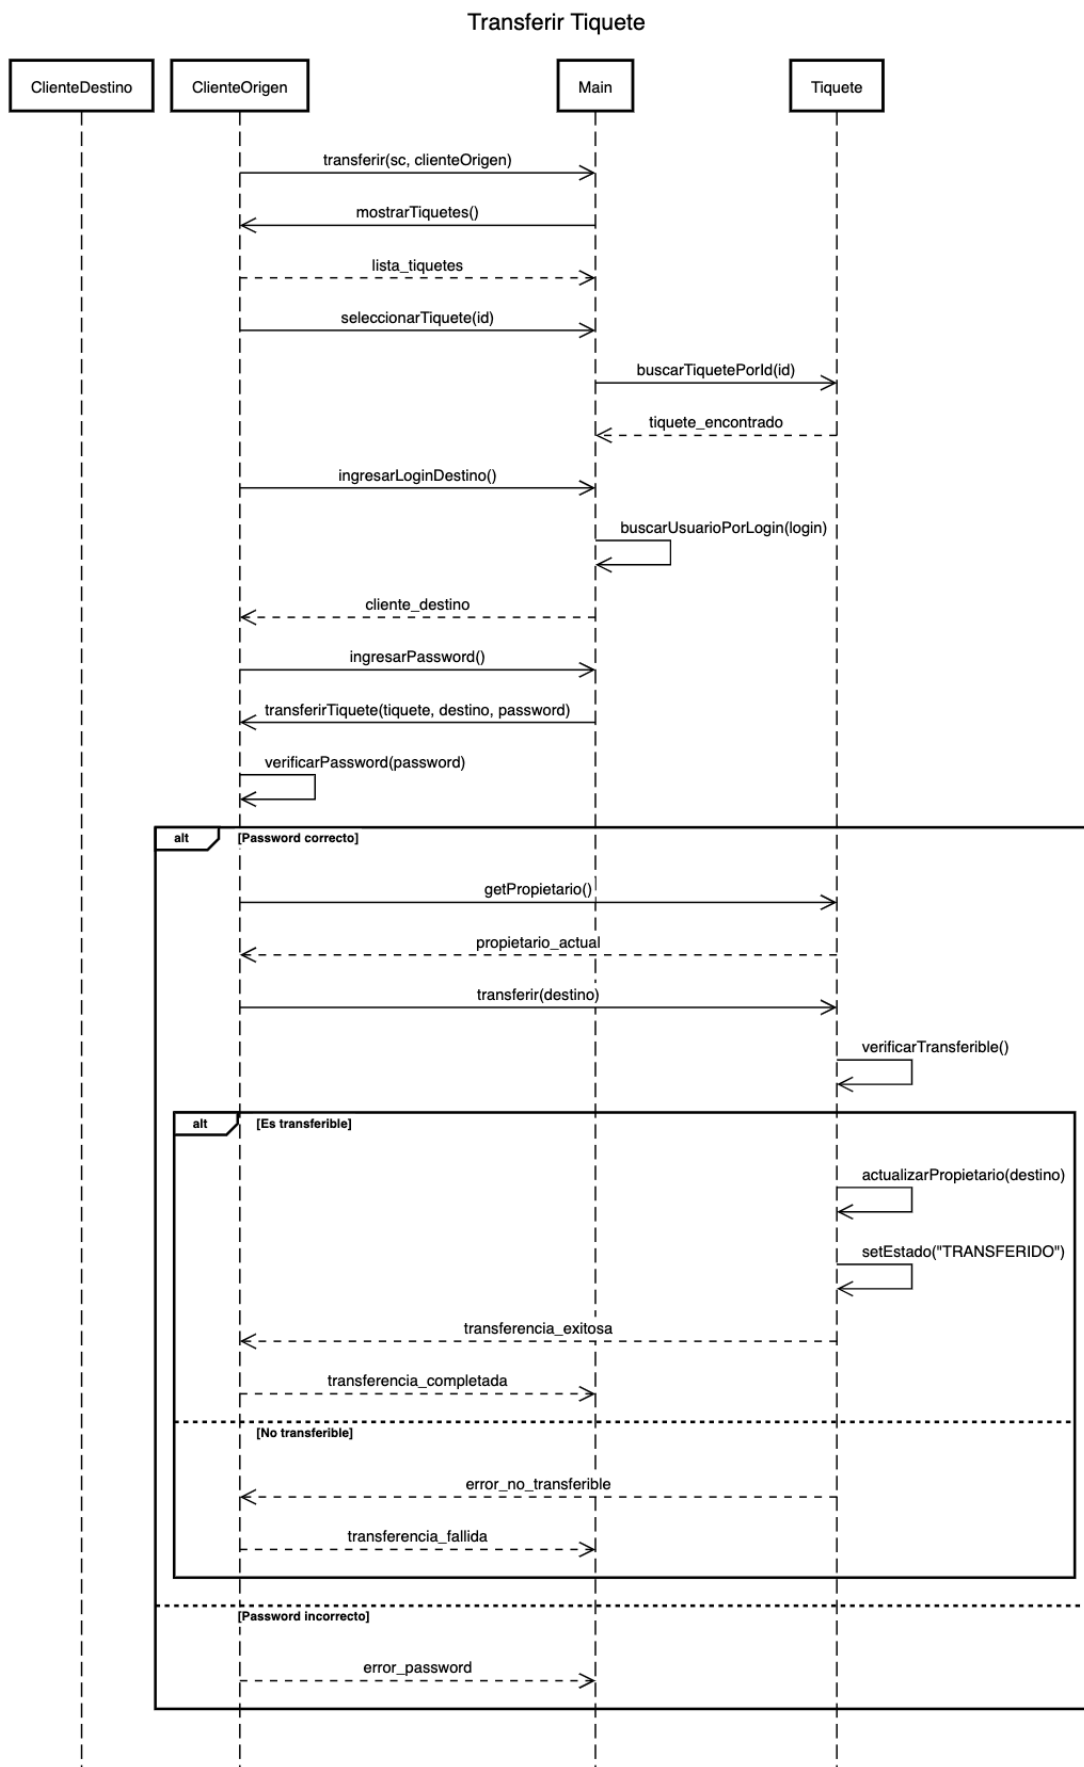 Transferir Tiquete
ClienteDestino
ClienteOrigen
Main
Tiquete
transferir(sc, clienteOrigen)
mostrarTiquetes()
lista_tiquetes
seleccionarTiquete(id)
buscarTiquetePorId(id)
tiquete_encontrado
ingresarLoginDestino()
buscarUsuarioPorLogin(login)
cliente_destino
ingresarPassword()
transferirTiquete(tiquete, destino, password)
verificarPassword(password)
alt
[Password correcto]
getPropietario()
propietario_actual
transferir(destino)
verificarTransferible()
alt
[Es transferible]
actualizarPropietario(destino)
setEstado("TRANSFERIDO")
transferencia_exitosa
transferencia_completada
[No transferible]
error_no_transferible
transferencia_fallida
[Password incorrecto]
error_password